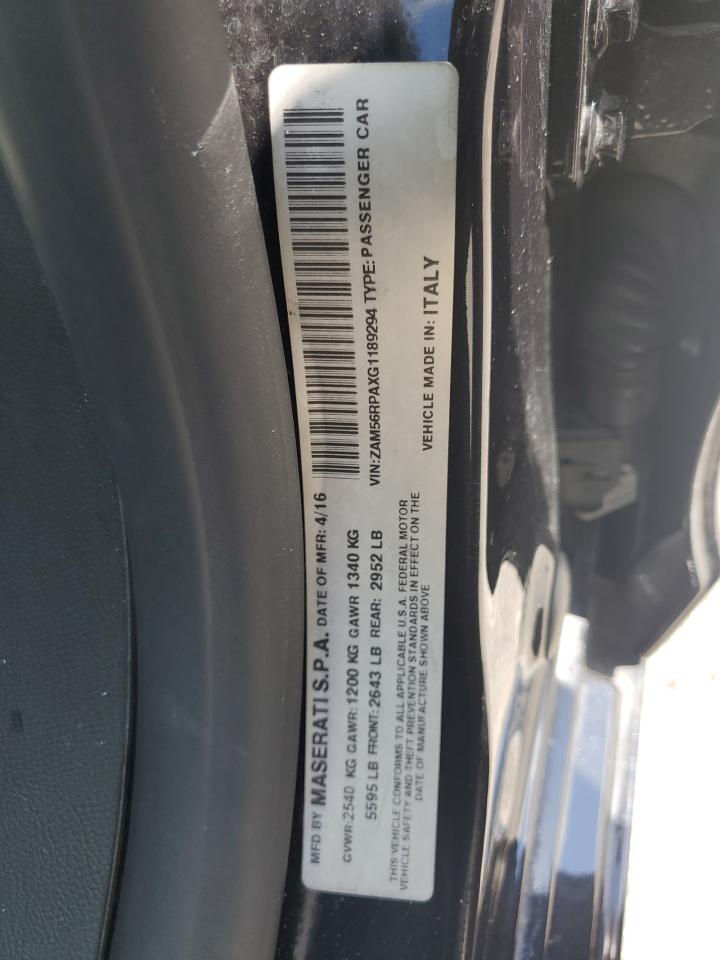 MFD BY MASERATI S.P.A. DATE OF MFR: 4/16
GVWR:2540 KG GAWR:1200 KG GAWR 1340 KG
5595 LB FRONT:2643 LB REAR: 2952 LB
VIN:ZAM56RPAXG1189294 TYPE:PASSENGER CAR
THIS VEHICLE CONFORMS TO ALL APPLICABLE U.S.A. FEDERAL MOTOR
VEHICLE SAFETY AND THEFT PREVENTION STANDARDS IN EFFECT ON THE
DATE OF MANUFACTURE SHOWN ABOVE
VEHICLE MADE IN: ITALY